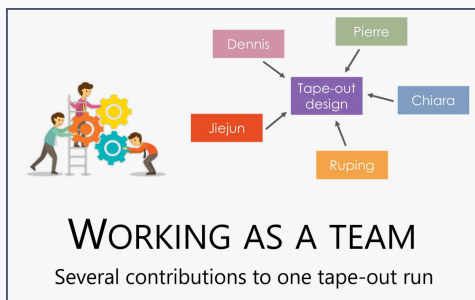 Pierre
Dennis
Tape-out
design
Chiara
Jiejun
Ruping
WORKING AS A TEAM
Several contributions to one tape-out run